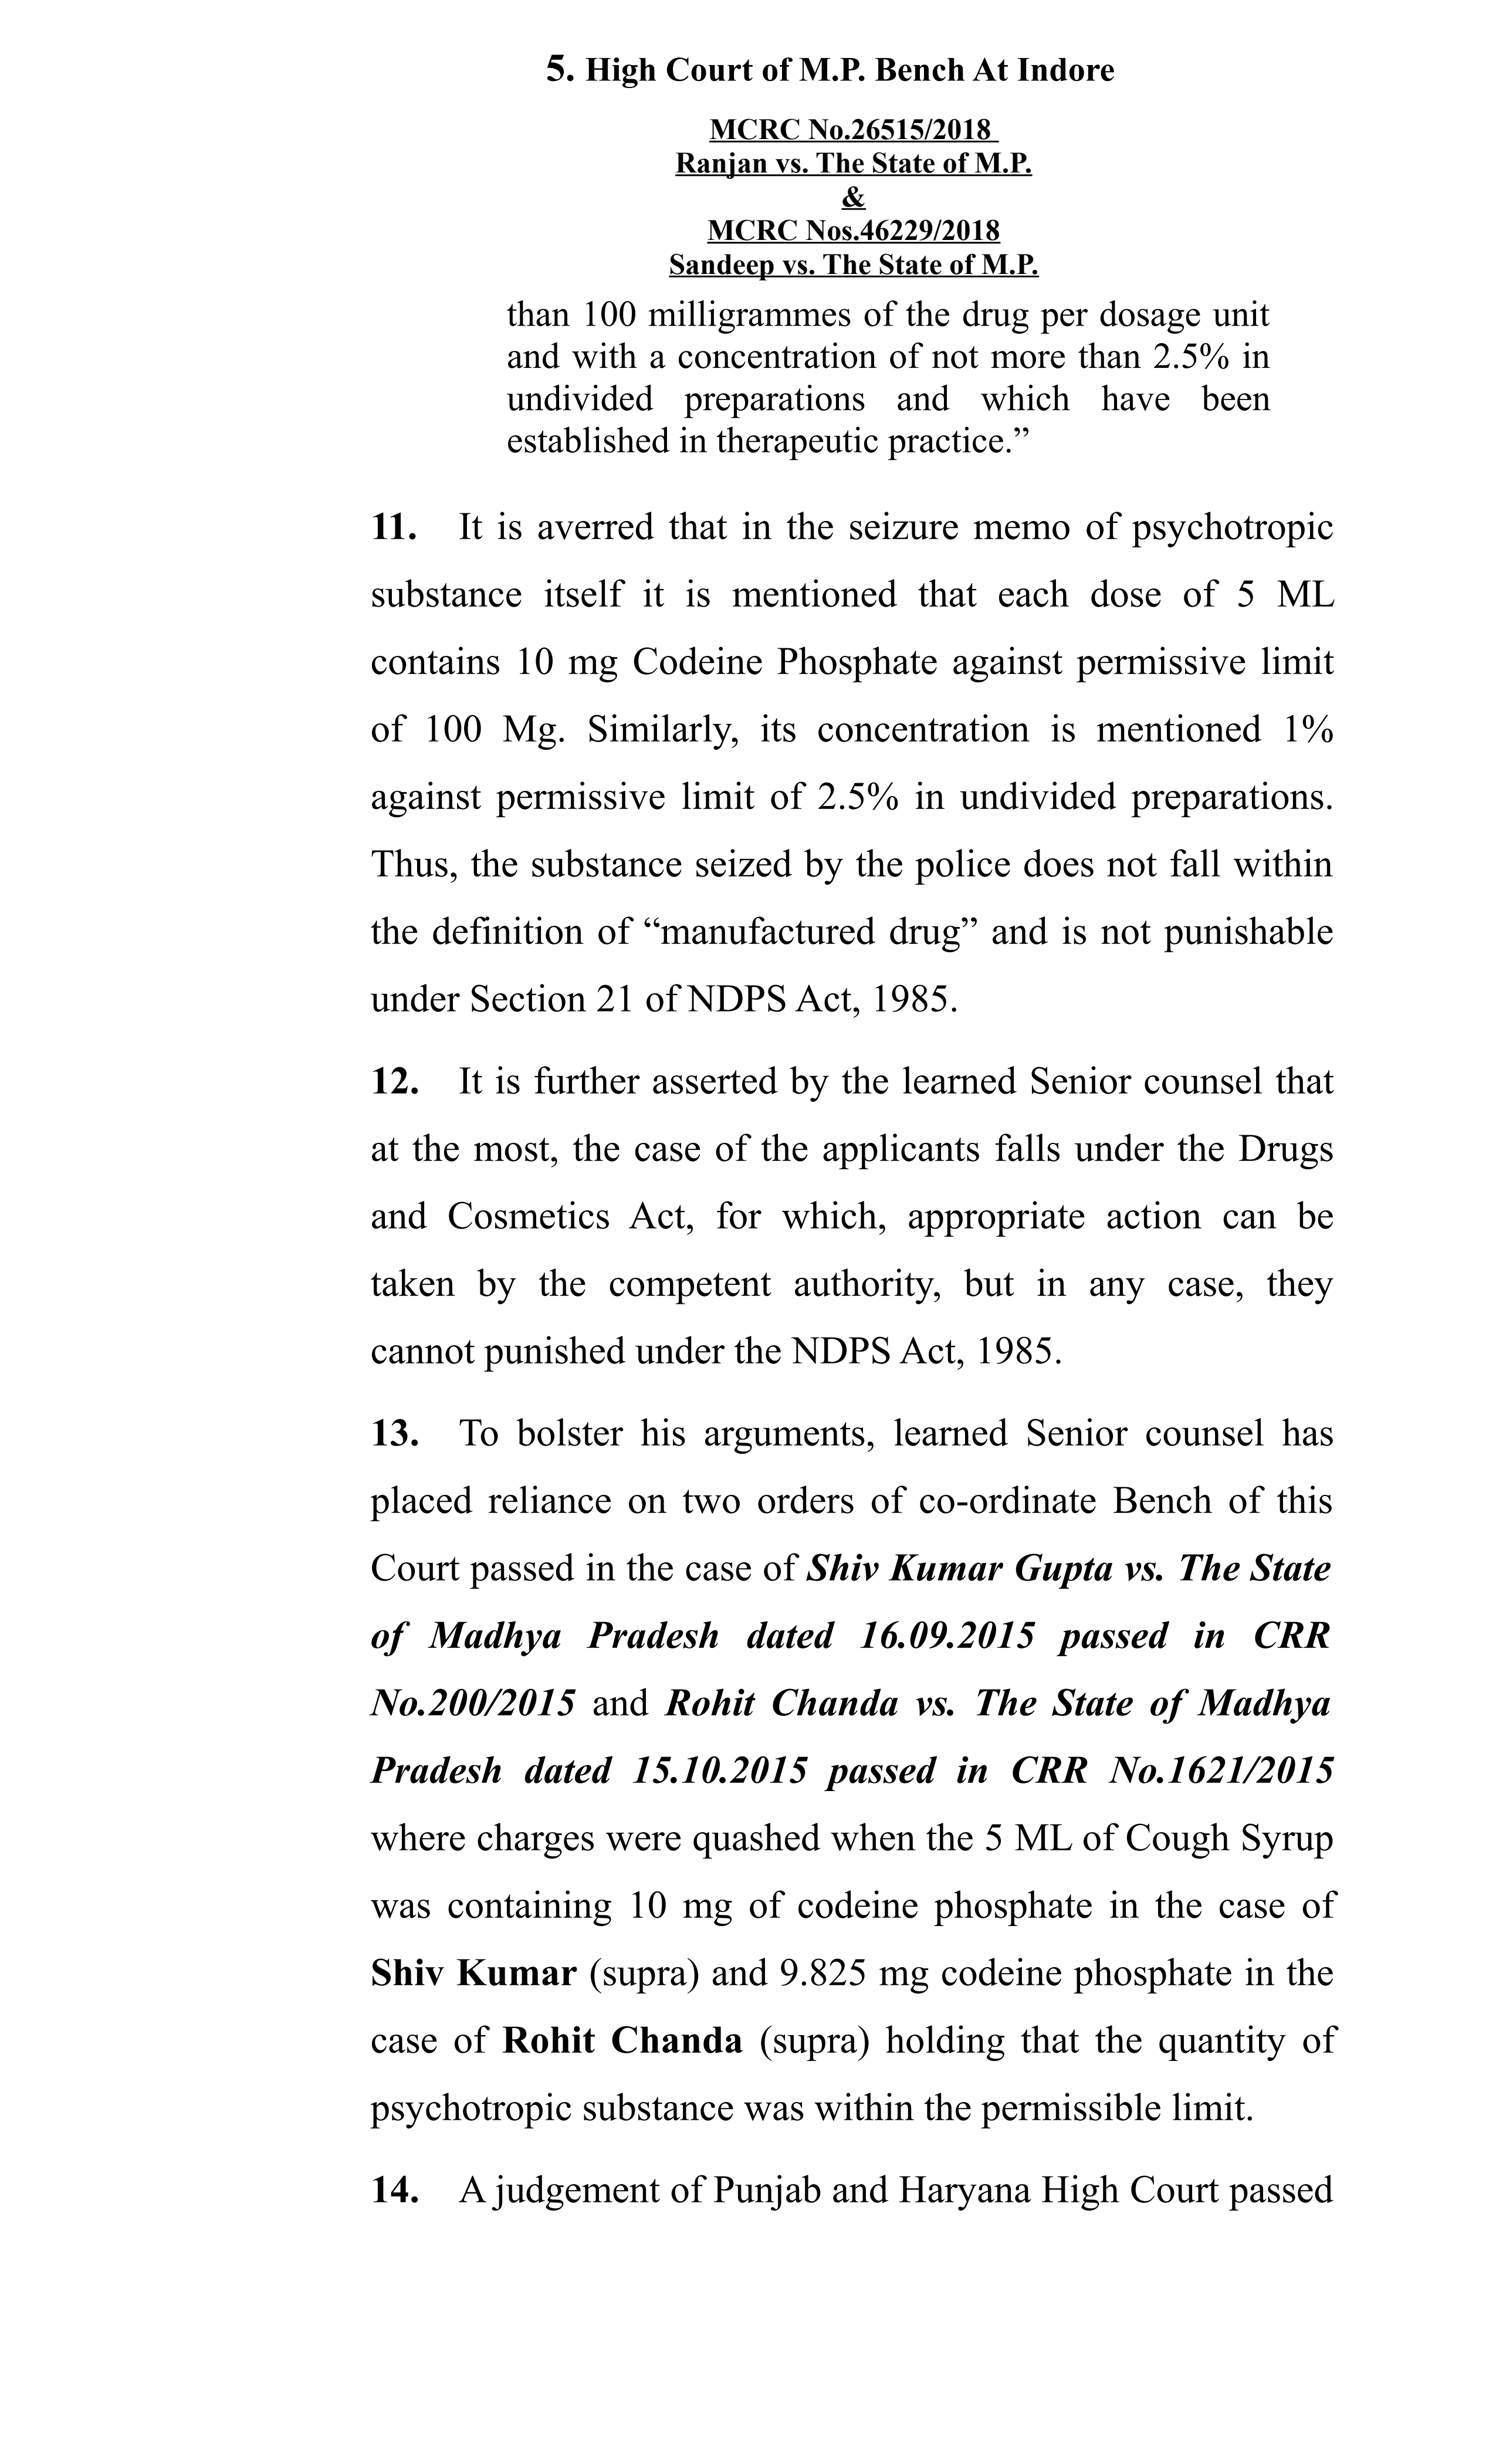 5. High Court of M.P. Bench At Indore
MCRC No.26515/2018
Ranjan vs. The State of M.P.
&
MCRC Nos.46229/2018
Sandeep vs. The State of M.P.
than 100 milligrammes of the drug per dosage unit
and with a concentration of not more than 2.5% in
undivided preparations and which have been
established in therapeutic practice.”
11. It is averred that in the seizure memo of psychotropic
substance itself it is mentioned that each dose of 5 ML
contains 10 mg Codeine Phosphate against permissive limit
of 100 Mg. Similarly, its concentration is mentioned 1%
against permissive limit of 2.5% in undivided preparations.
Thus, the substance seized by the police does not fall within
the definition of “manufactured drug” and is not punishable
under Section 21 of NDPS Act, 1985.
12. It is further asserted by the learned Senior counsel that
at the most, the case of the applicants falls under the Drugs
and Cosmetics Act, for which, appropriate action can be
taken by the competent authority, but in any case, they
cannot punished under the NDPS Act, 1985.
13. To bolster his arguments, learned Senior counsel has
placed reliance on two orders of co-ordinate Bench of this
Court passed in the case of Shiv Kumar Gupta vs. The State
of Madhya Pradesh dated 16.09.2015 passed in CRR
No.200/2015 and Rohit Chanda vs. The State of Madhya
Pradesh dated 15.10.2015 passed in CRR No.1621/2015
where charges were quashed when the 5 ML of Cough Syrup
was containing 10 mg of codeine phosphate in the case of
Shiv Kumar (supra) and 9.825 mg codeine phosphate in the
case of Rohit Chanda (supra) holding that the quantity of
psychotropic substance was within the permissible limit.
14. A judgement of Punjab and Haryana High Court passed